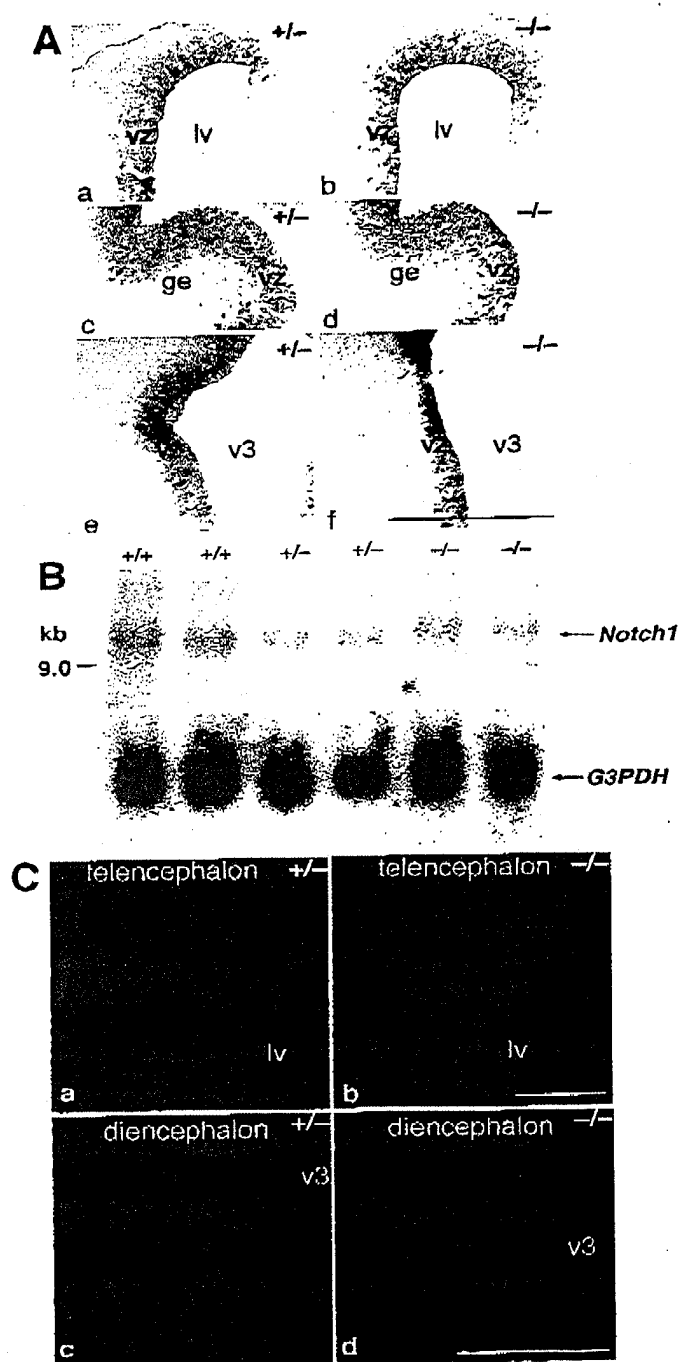 A
+/–
–/–
vz
lv
vz
lv
a
b
+/–
–/–
ge
vz
ge
vz
c
d
+/–
–/–
v3
vz
v3
e
f
B
+/+ +/+ +/– +/– –/– –/–
kb
Notch1
9.0
G3PDH
C
telencephalon +/–
telencephalon –/–
lv
lv
a
b
diencephalon +/–
diencephalon –/–
v3
v3
c
d